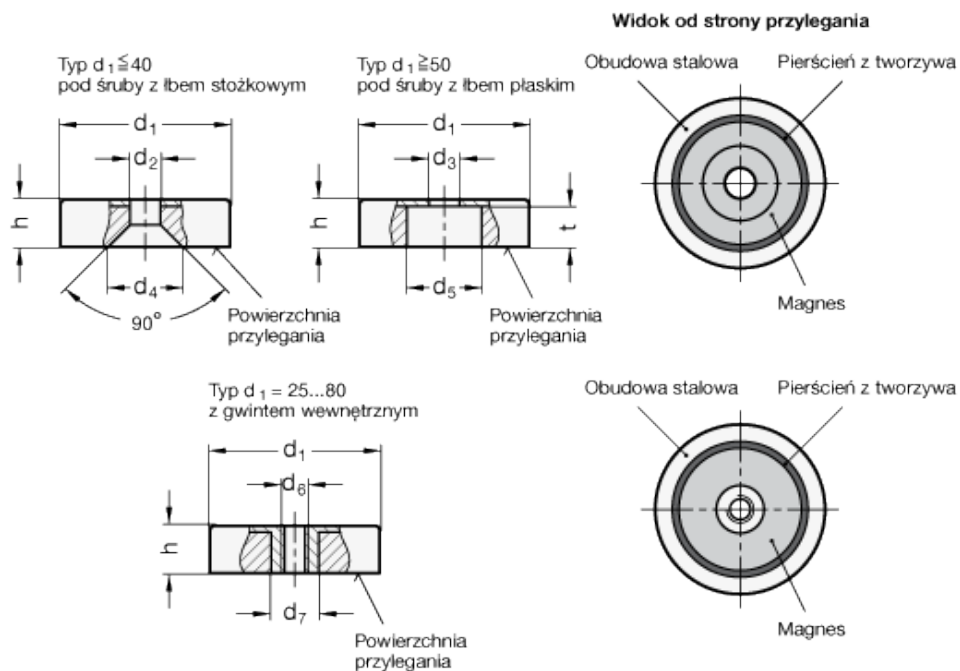 Widok od strony przylegania
Typ d₁≦40
pod śruby z łbem stożkowym
Typ d₁≧50
pod śruby z łbem płaskim
Obudowa stalowa
Pierścień z tworzywa
d₁
d₂
h
d₄
90°
Powierzchnia
przylegania
d₁
d₃
h
t
d₅
Powierzchnia
przylegania
Magnes
Typ d₁ = 25...80
z gwintem wewnętrznym
d₁
d₆
h
d₇
Powierzchnia
przylegania
Obudowa stalowa
Pierścień z tworzywa
Magnes